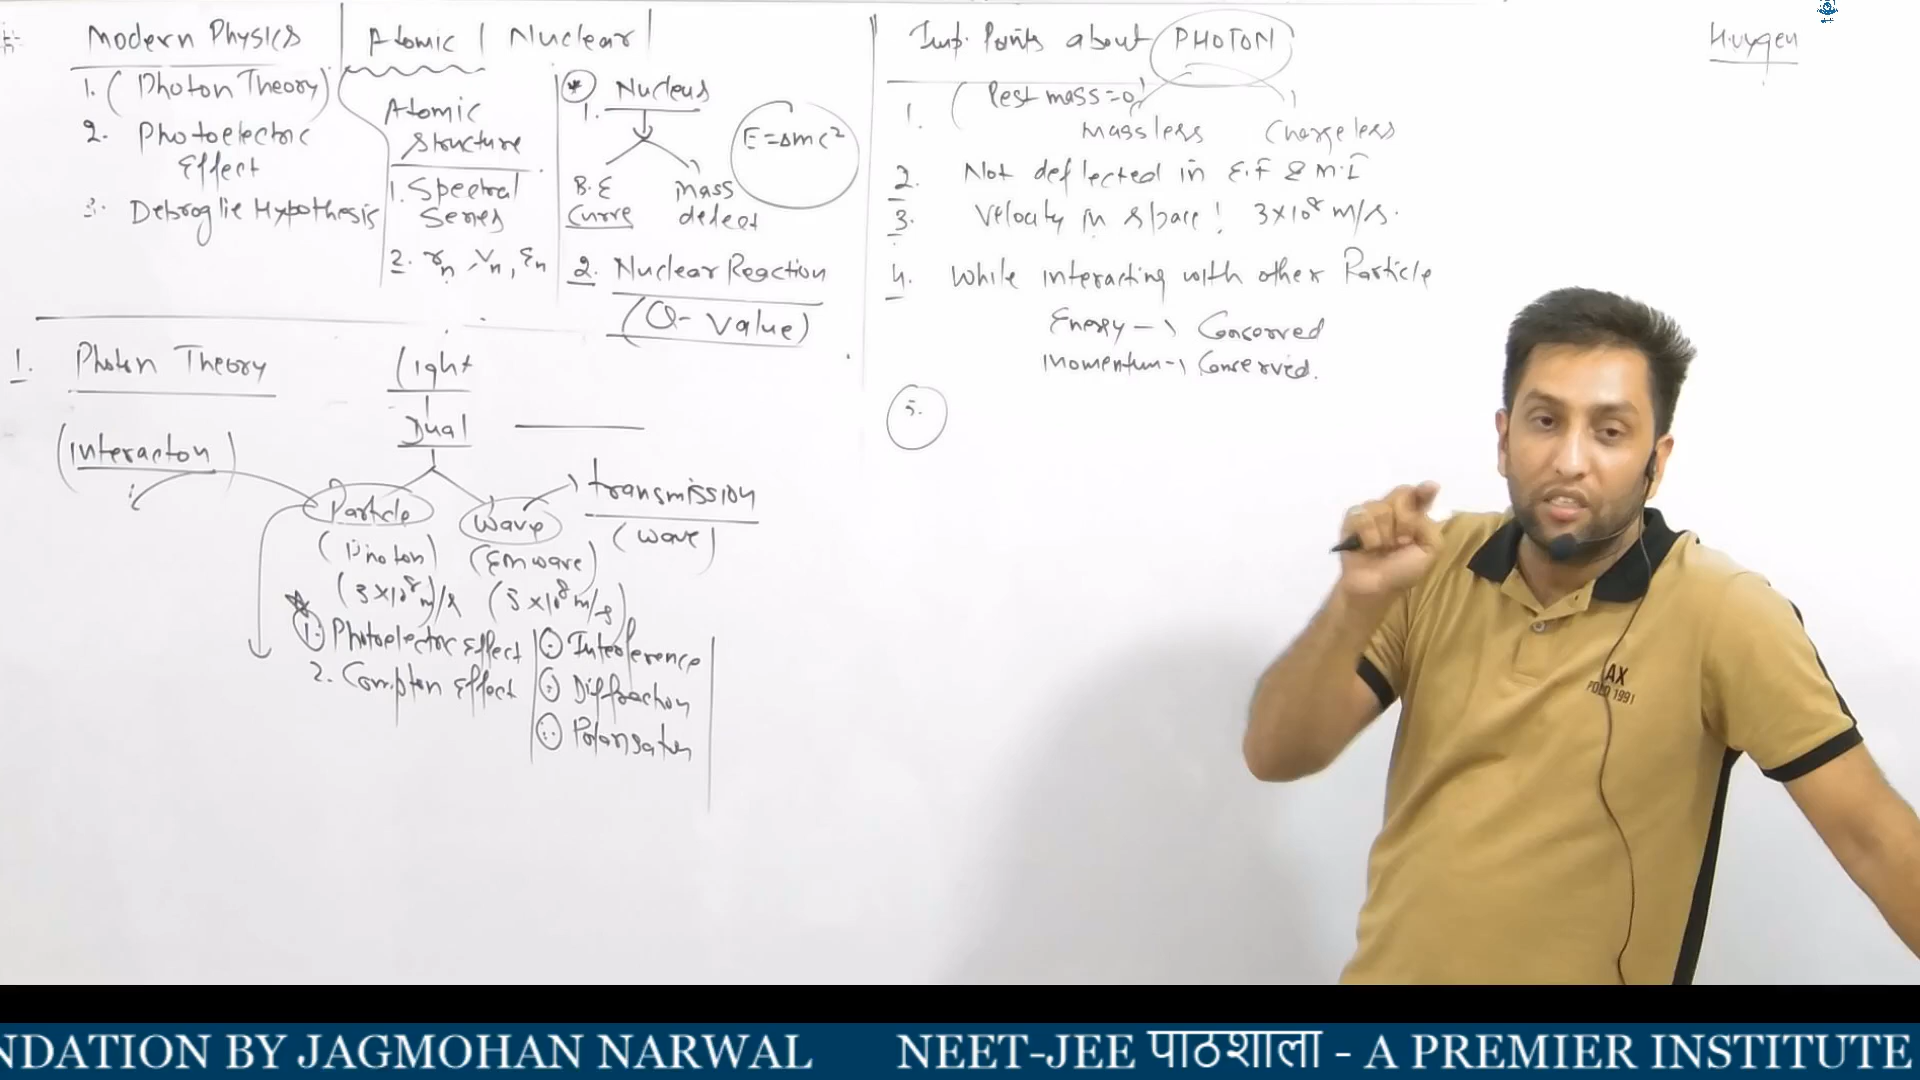 Modern Physics | Atomic | Nuclear |
1. (Photon Theory)
2. Photoelectric
Effect
3. Debroglie Hypothesis
Atomic
Structure
1. Spectral
Series
2. rn, Vn, En
* Nucleus
1.
B.E
Curve
mass
defect
E=Δmc²
2. Nuclear Reaction
(Q- Value)
1. Photon Theory
Light
Dual
(Interacton)
Particle
(Photon)
(3×10⁸ m/s)
1. Photoelectric Effect
2. Compton Effect
Wave
(Em wave)
(3×10⁸ m/s)
Interference
Diffraction
Polarisation
transmission
(wave)
Imp. Points about PHOTON
1. (Rest mass=0)
Massless
Chargeless
2. Not deflected in E.F & M.F
3. Velocity in space! 3×10⁸ m/s.
4. While interacting with other Particle
Energy → Conserved
Momentum → Conserved.
5.
Huygen
AX
1991
NDATION BY JAGMOHAN NARWAL NEET-JEE पाठशाला - A PREMIER INSTITUTE